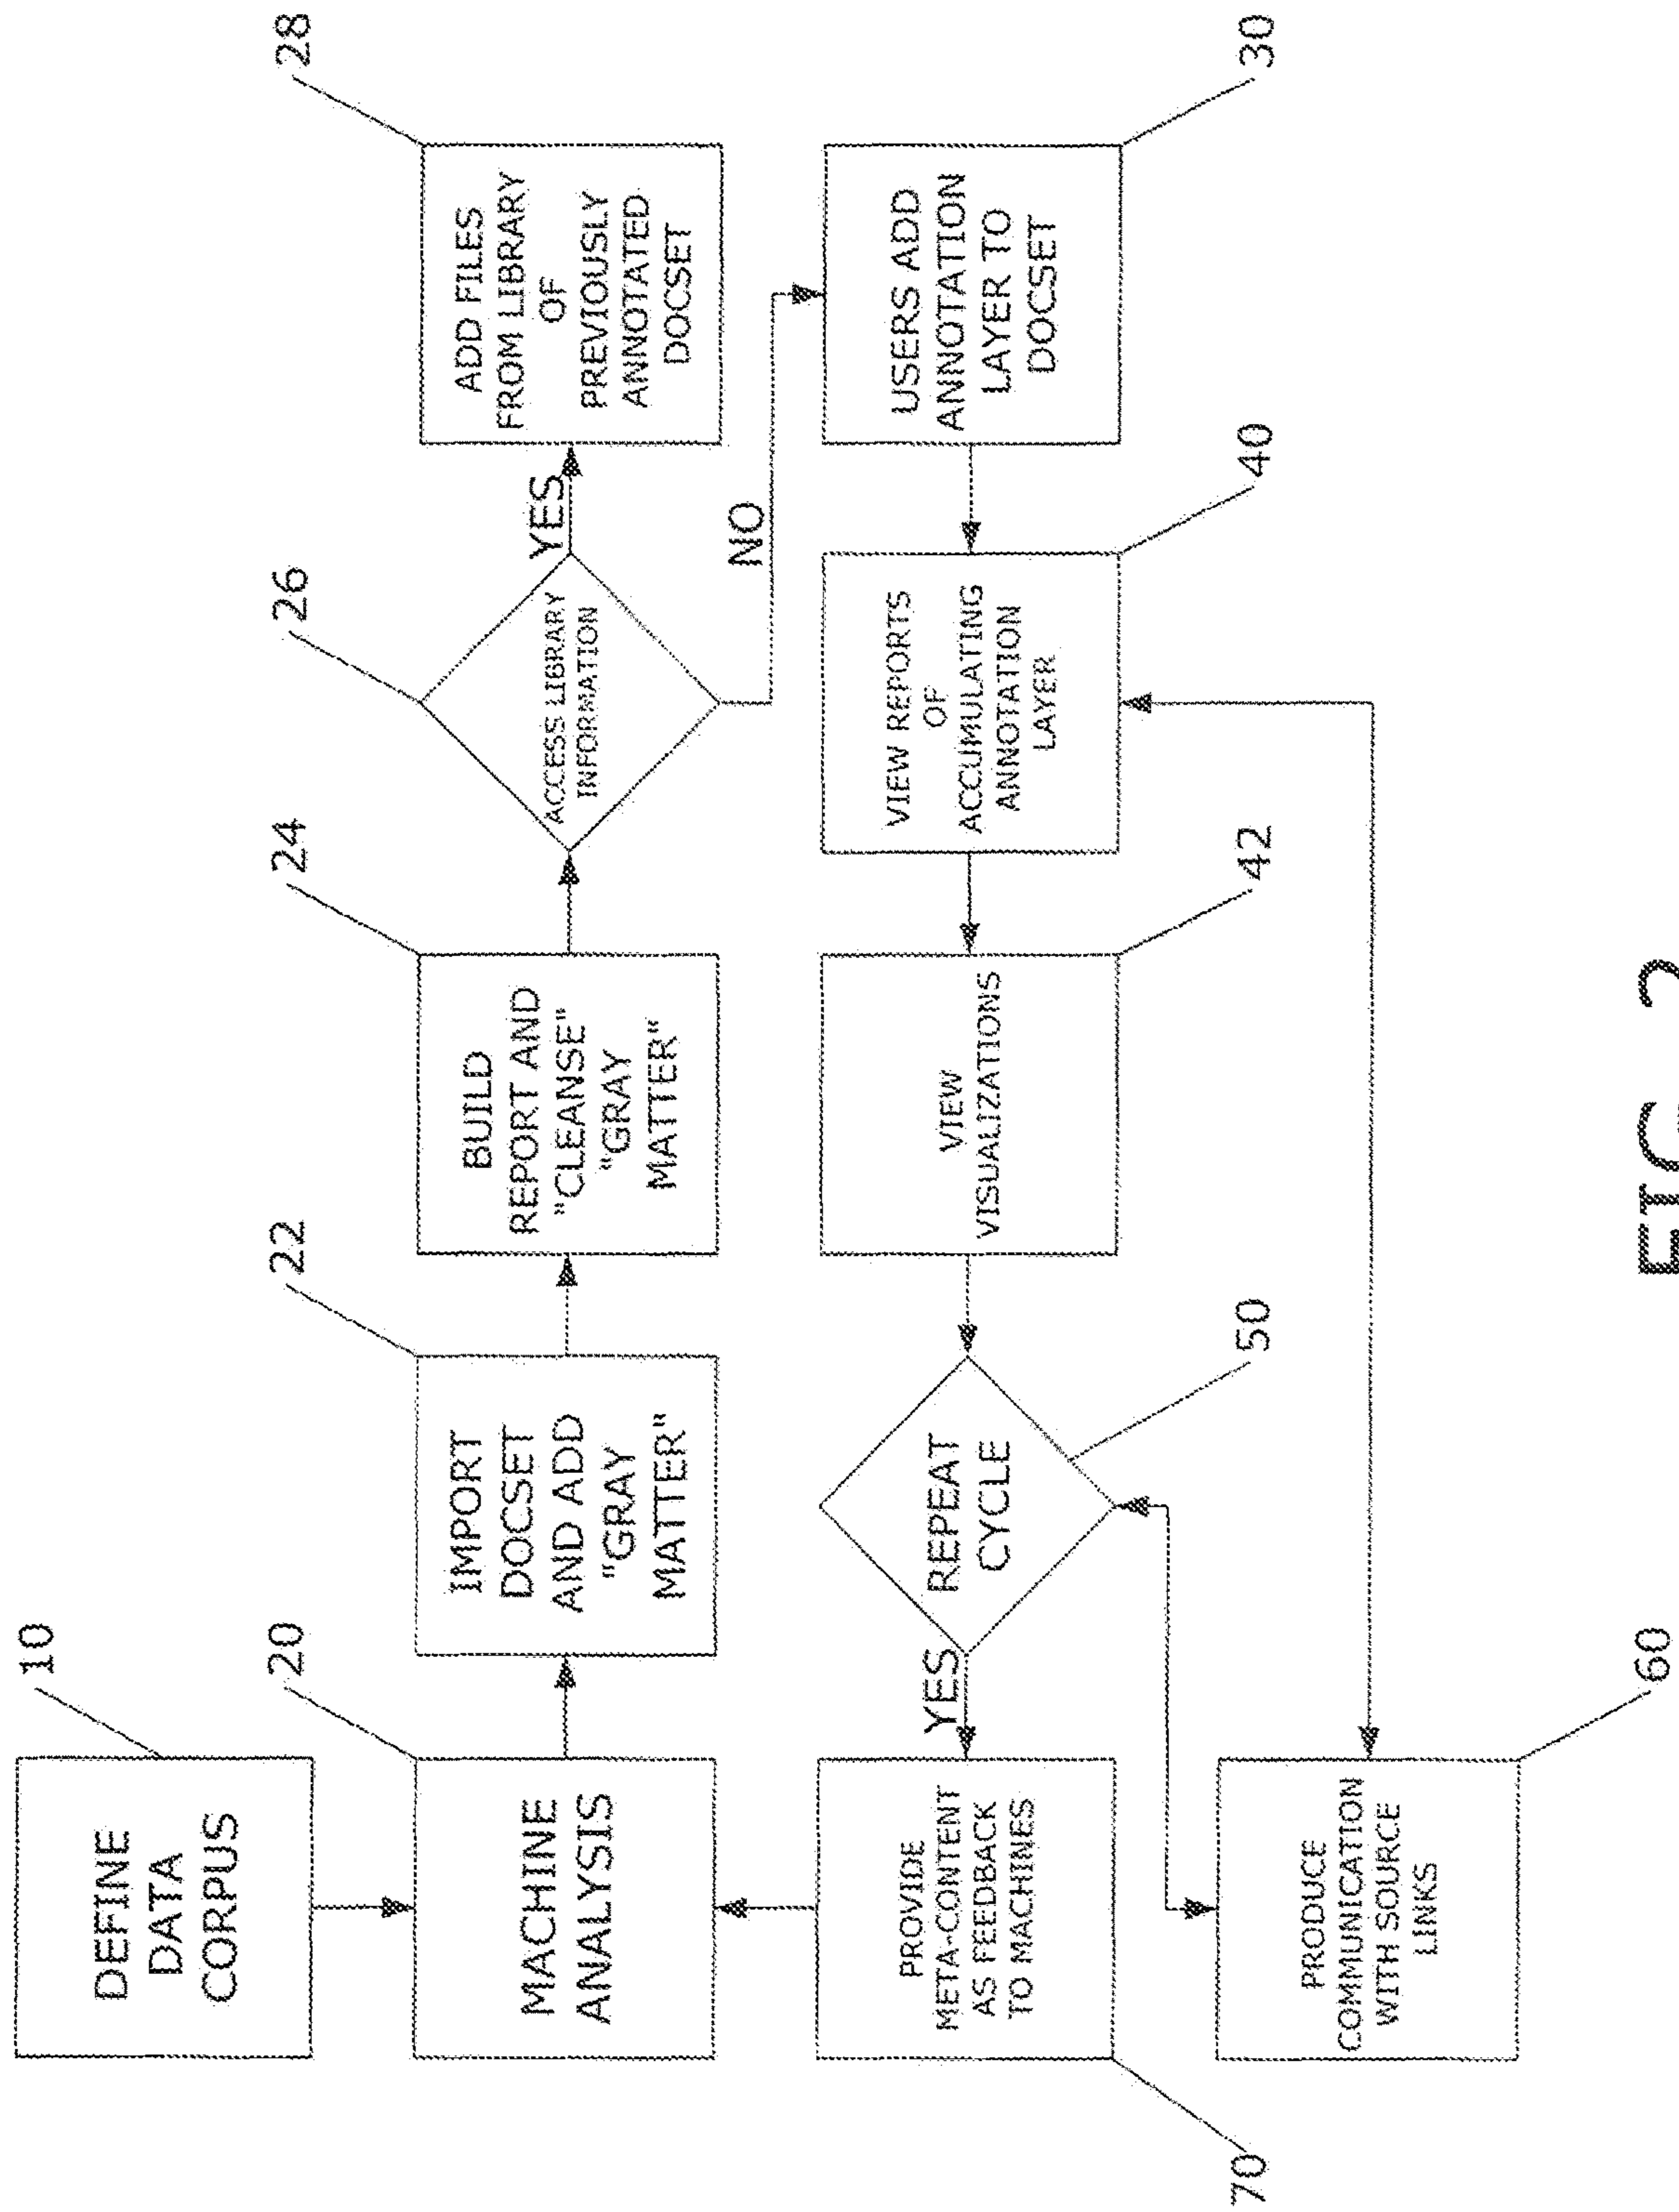 10
DEFINE
DATA
CORPUS
20
MACHINE
ANALYSIS
22
IMPORT
DOCSET
AND ADD
"GRAY
MATTER"
24
BUILD
REPORT AND
"CLEANSE"
"GRAY
MATTER"
26
ACCESS LIBRARY
INFORMATION
YES
NO
28
ADD FILES
FROM LIBRARY
OF
PREVIOUSLY
ANNOTATED
DOCSET
70
PROVIDE
META-CONTENT
AS FEEDBACK
TO MACHINES
YES
REPEAT
CYCLE
50
VIEW
VISUALIZATIONS
42
VIEW REPORTS
OF
ACCUMULATING
ANNOTATION
LAYER
40
USERS ADD
ANNOTATION
LAYER TO
DOCSET
30
PRODUCE
COMMUNICATION
WITH SOURCE
LINKS
60
FIG. 2